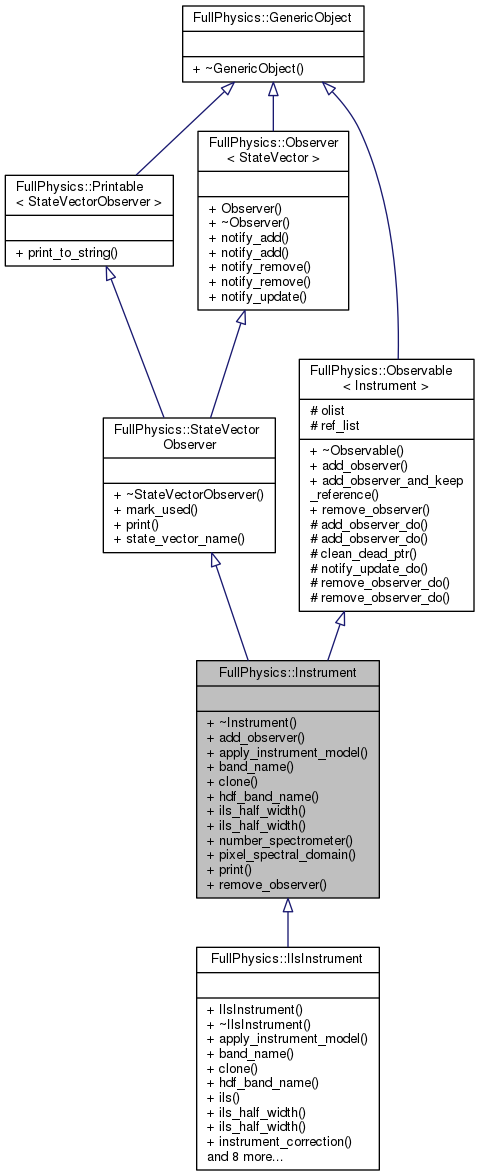 FullPhysics::GenericObject
+ ~GenericObject()
FullPhysics::Observer
< StateVector >
+ Observer()
+ ~Observer()
+ notify_add()
+ notify_add()
+ notify_remove()
+ notify_remove()
+ notify_update()
FullPhysics::Printable
< StateVectorObserver >
+ print_to_string()
FullPhysics::Observable
< Instrument >
# olist
# ref_list
+ ~Observable()
+ add_observer()
+ add_observer_and_keep
_reference()
+ remove_observer()
# add_observer_do()
# add_observer_do()
# clean_dead_ptr()
# notify_update_do()
# remove_observer_do()
# remove_observer_do()
FullPhysics::StateVector
Observer
+ ~StateVectorObserver()
+ mark_used()
+ print()
+ state_vector_name()
FullPhysics::Instrument
+ ~Instrument()
+ add_observer()
+ apply_instrument_model()
+ band_name()
+ clone()
+ hdf_band_name()
+ ils_half_width()
+ ils_half_width()
+ number_spectrometer()
+ pixel_spectral_domain()
+ print()
+ remove_observer()
FullPhysics::IlsInstrument
+ IlsInstrument()
+ ~IlsInstrument()
+ apply_instrument_model()
+ band_name()
+ clone()
+ hdf_band_name()
+ ils()
+ ils_half_width()
+ ils_half_width()
+ instrument_correction()
and 8 more...